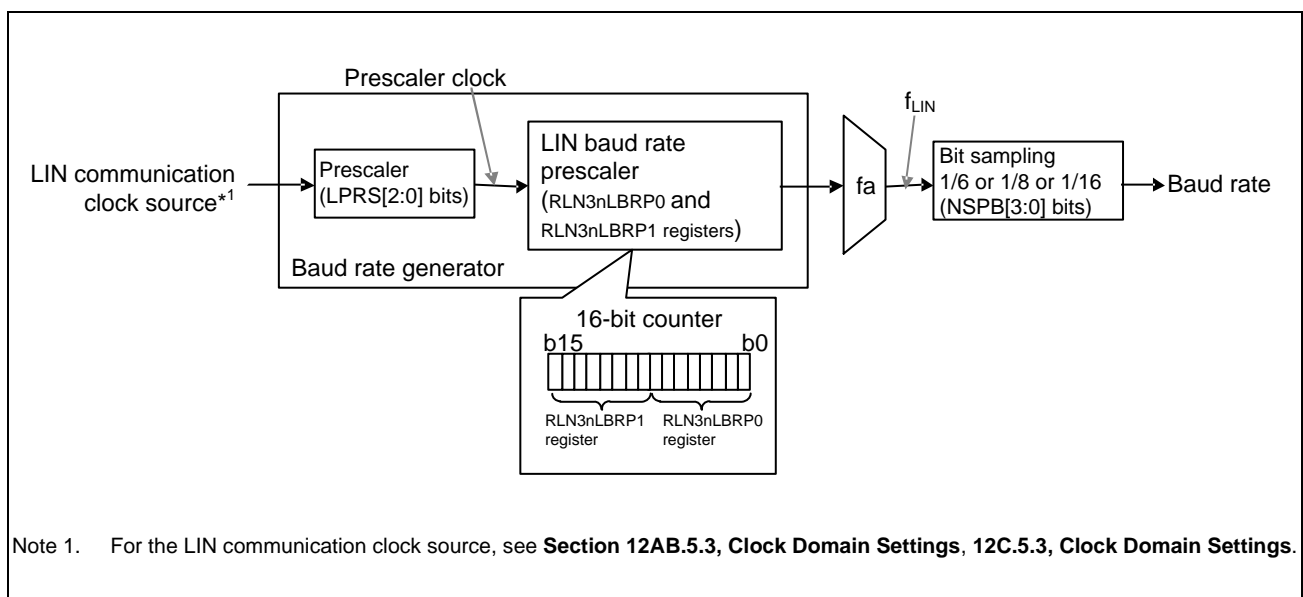 Prescaler clock
f_LIN
LIN communication
clock source*1
Prescaler
(LPRS[2:0] bits)
LIN baud rate
prescaler
(RLN3nLBRP0 and
RLN3nLBRP1 registers)
Baud rate generator
fa
Bit sampling
1/6 or 1/8 or 1/16
(NSPB[3:0] bits)
Baud rate
16-bit counter
b15
b0
RLN3nLBRP1
register
RLN3nLBRP0
register
Note 1. For the LIN communication clock source, see Section 12AB.5.3, Clock Domain Settings, 12C.5.3, Clock Domain Settings.